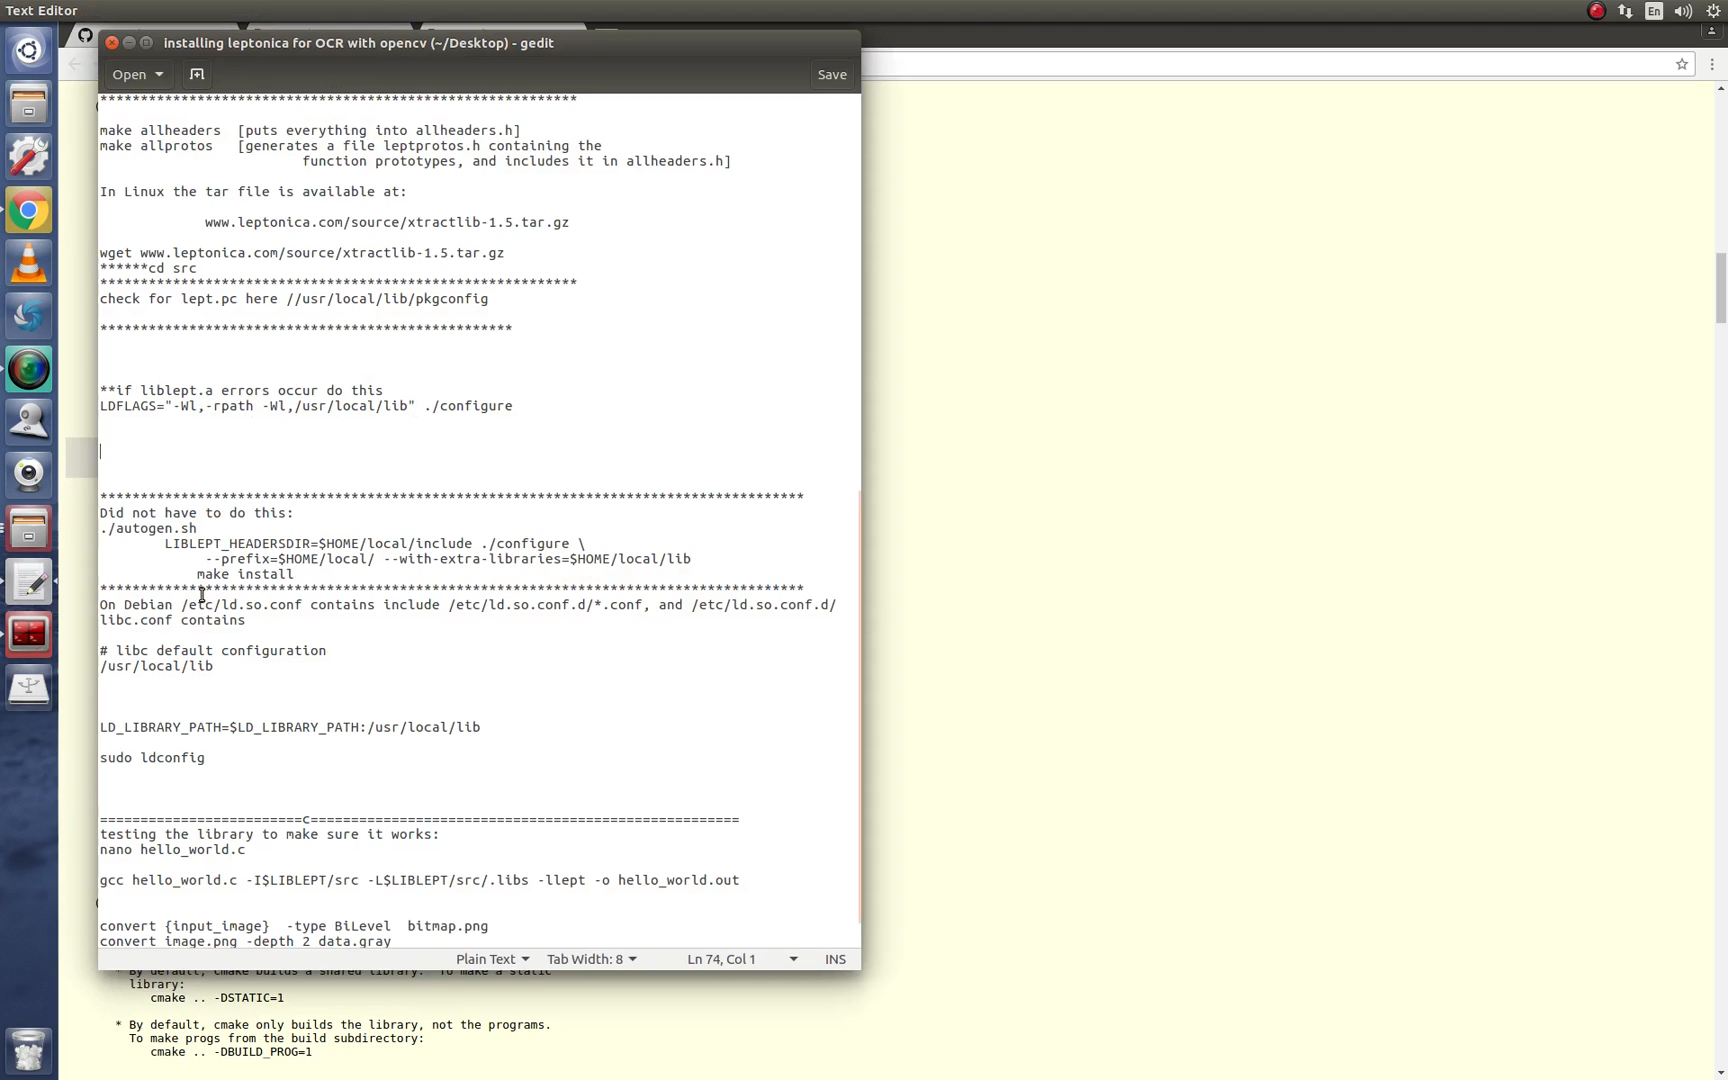 Text Editor
En
installing leptonica for OCR with opencv (~/Desktop) - gedit
Open
Save
************************************************************
make allheaders  [puts everything into allheaders.h]
make allprotos   [generates a file leptprotos.h containing the
function prototypes, and includes it in allheaders.h]
In Linux the tar file is available at:
www.leptonica.com/source/xtractlib-1.5.tar.gz
wget www.leptonica.com/source/xtractlib-1.5.tar.gz
******cd src
***********************************************************
check for lept.pc here //usr/local/lib/pkgconfig
***************************************************
**if liblept.a errors occur do this
LDFLAGS="-Wl,-rpath -Wl,/usr/local/lib" ./configure
***************************************************************************************
Did not have to do this:
./autogen.sh
LIBLEPT_HEADERSDIR=$HOME/local/include ./configure \
--prefix=$HOME/local/ --with-extra-libraries=$HOME/local/lib
make install
***************************************************************************************
On Debian /etc/ld.so.conf contains include /etc/ld.so.conf.d/*.conf, and /etc/ld.so.conf.d/
libc.conf contains
# libc default configuration
/usr/local/lib
LD_LIBRARY_PATH=$LD_LIBRARY_PATH:/usr/local/lib
sudo ldconfig
=========================c=====================================================
testing the library to make sure it works:
nano hello_world.c
gcc hello_world.c -I$LIBLEPT/src -L$LIBLEPT/src/.libs -llept -o hello_world.out
convert {input_image}  -type BiLevel  bitmap.png
convert image.png -depth 2 data.gray
Plain Text Tab Width: 8 Ln 74, Col 1 INS
* By default, cmake builds a shared library.  To make a static
library:
cmake .. -DSTATIC=1
* By default, cmake only builds the library, not the programs.
To make progs from the build subdirectory:
cmake .. -DBUILD_PROG=1